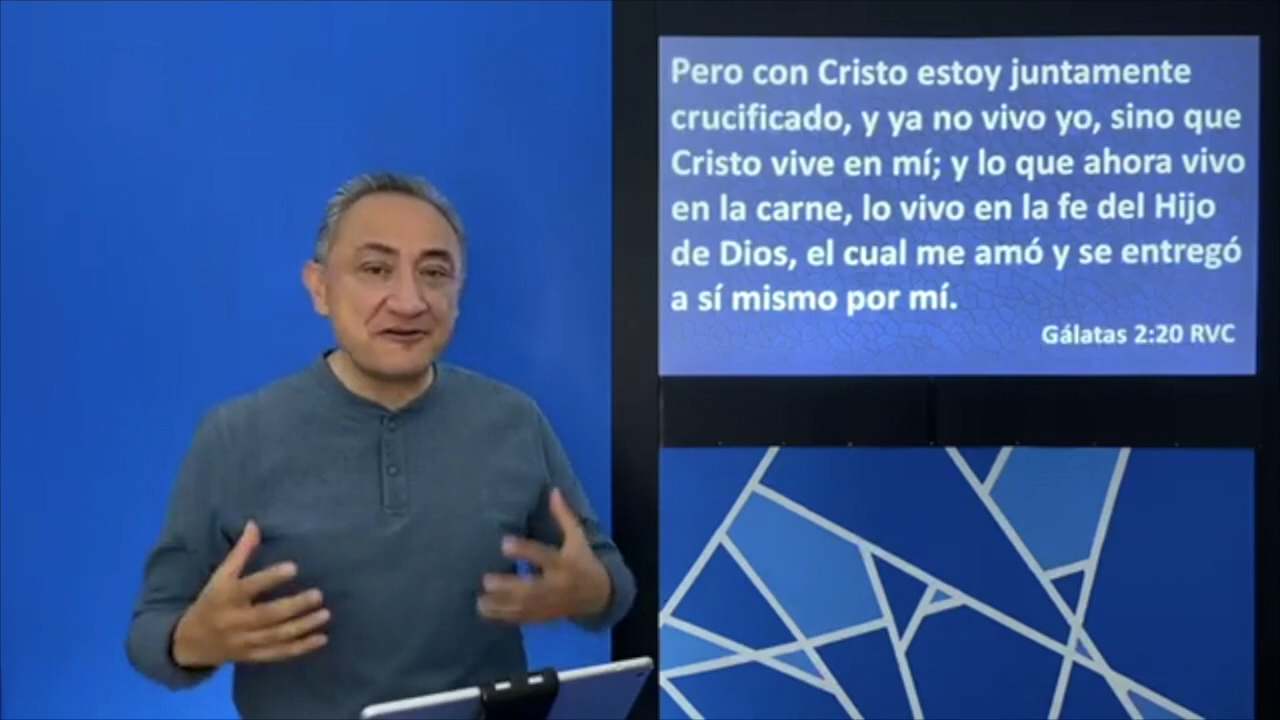 Pero con Cristo estoy juntamente
crucificado, y ya no vivo yo, sino que
Cristo vive en mí; y lo que ahora vivo
en la carne, lo vivo en la fe del Hijo
de Dios, el cual me amó y se entregó
a sí mismo por mí.
Gálatas 2:20 RVC